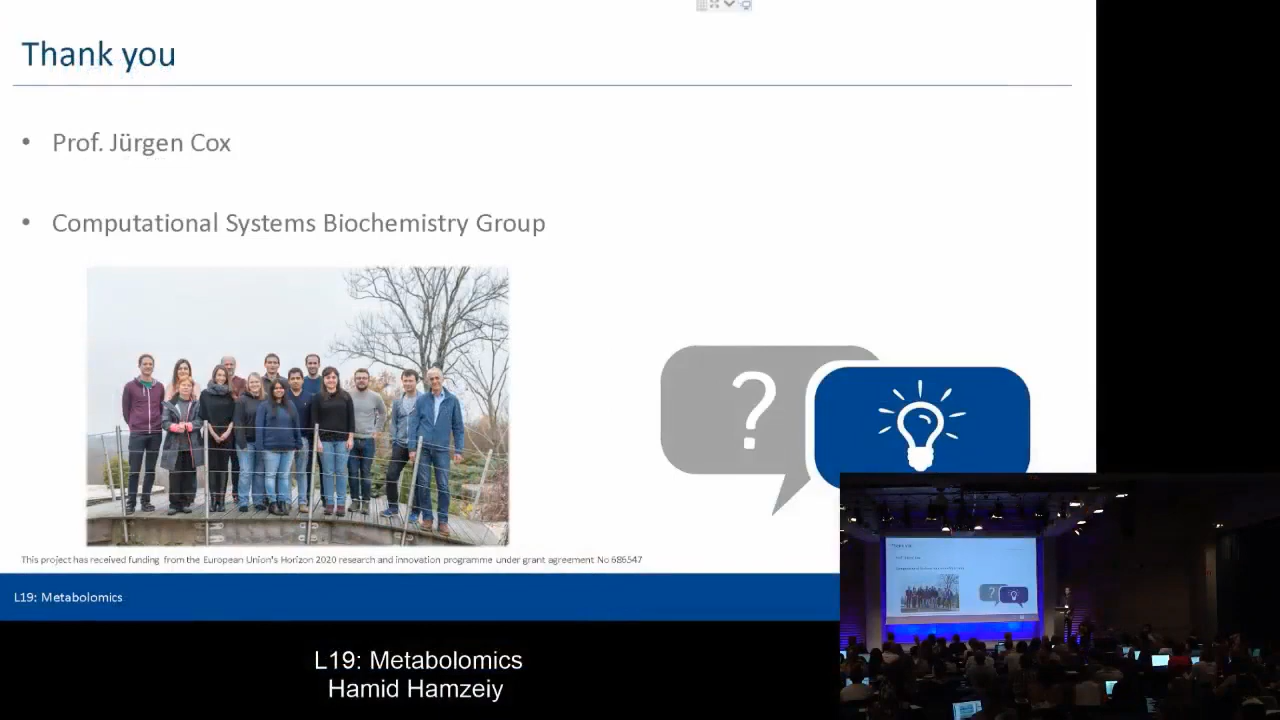 Thank you
• Prof. Jürgen Cox
• Computational Systems Biochemistry Group
?
This project has received funding from the European Union's Horizon 2020 research and innovation programme under grant agreement No 686547
L19: Metabolomics
L19: Metabolomics
Hamid Hamzeiy